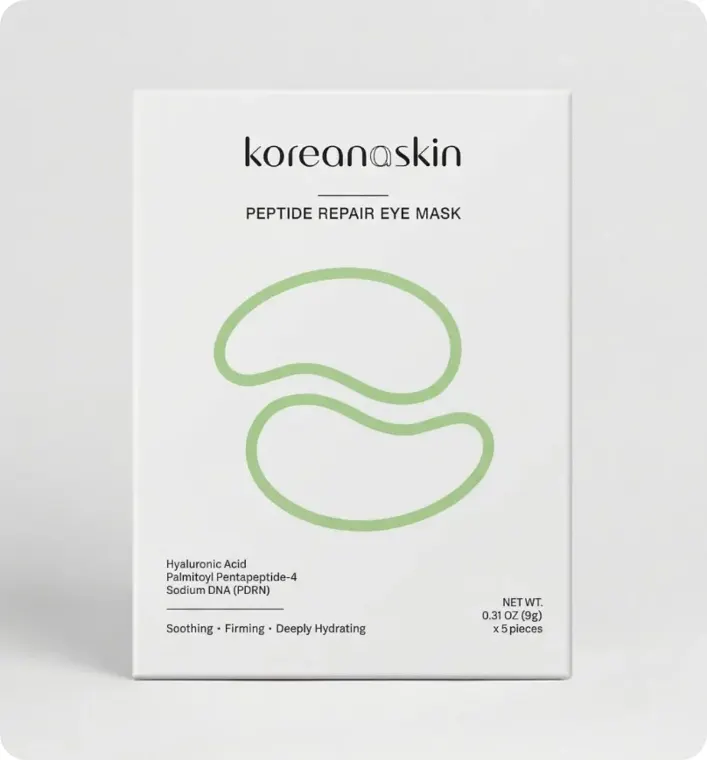 koreanaskin
PEPTIDE REPAIR EYE MASK
Hyaluronic Acid
Palmitoyl Pentapeptide-4
Sodium DNA (PDRN)
Soothing • Firming • Deeply Hydrating
NET WT.
0.31 OZ (9g)
x 5 pieces